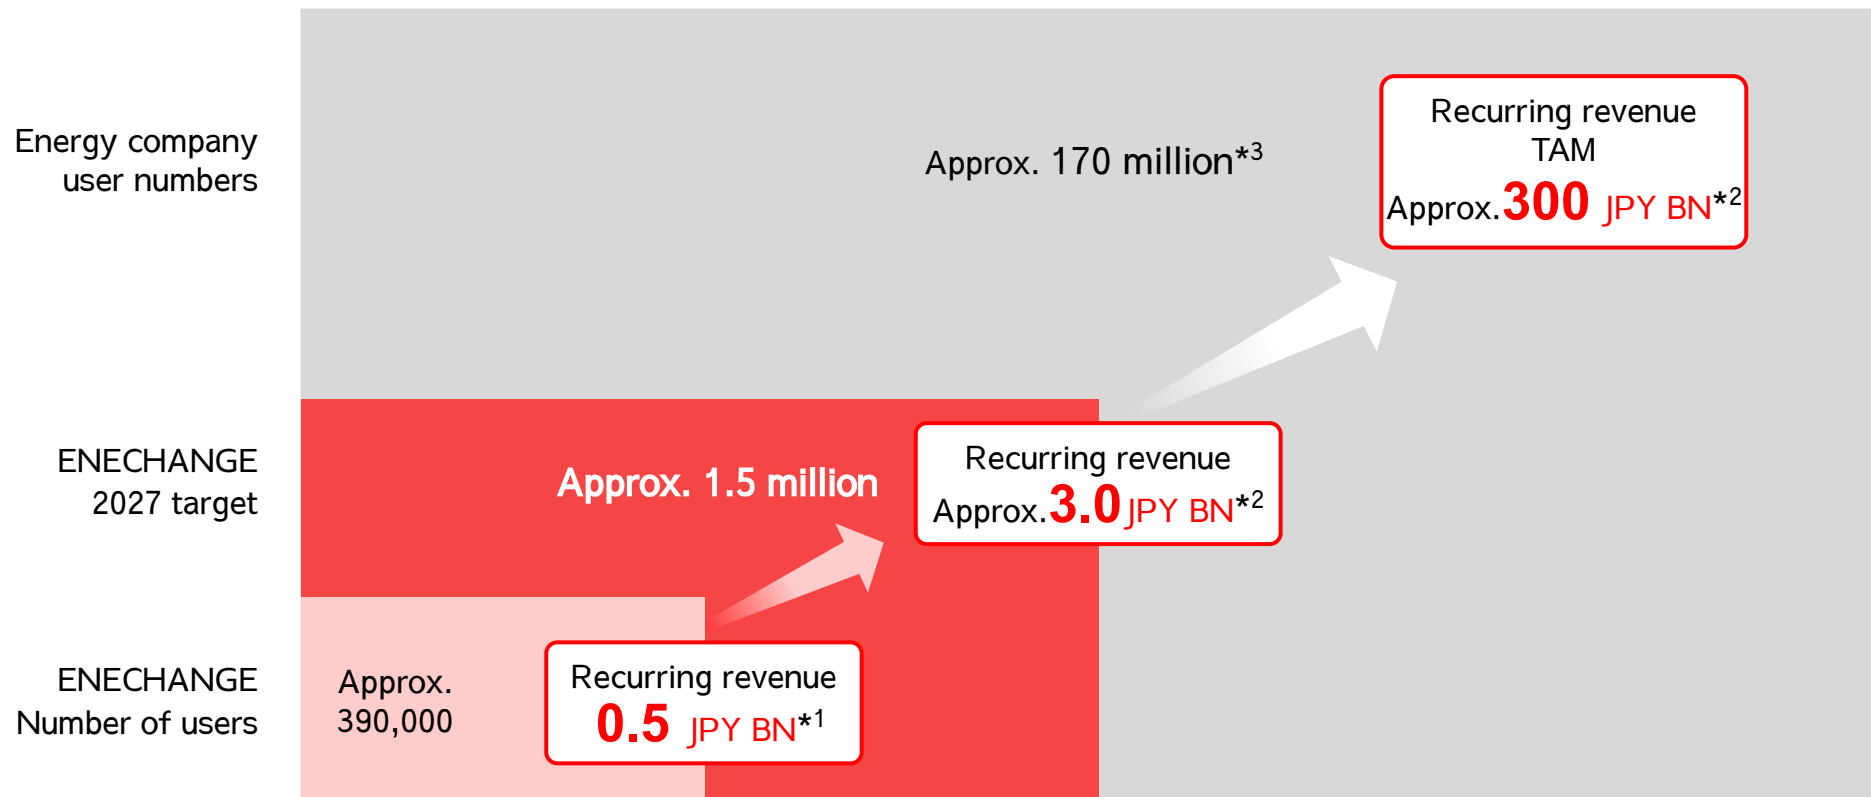 Energy company
user numbers
Approx. 170 million*3
Recurring revenue
TAM
Approx.300 JPY BN*2
ENECHANGE
2027 target
Approx. 1.5 million
Recurring revenue
Approx.3.0 JPY BN*2
ENECHANGE
Number of users
Approx.
390,000
Recurring revenue
0.5 JPY BN*1